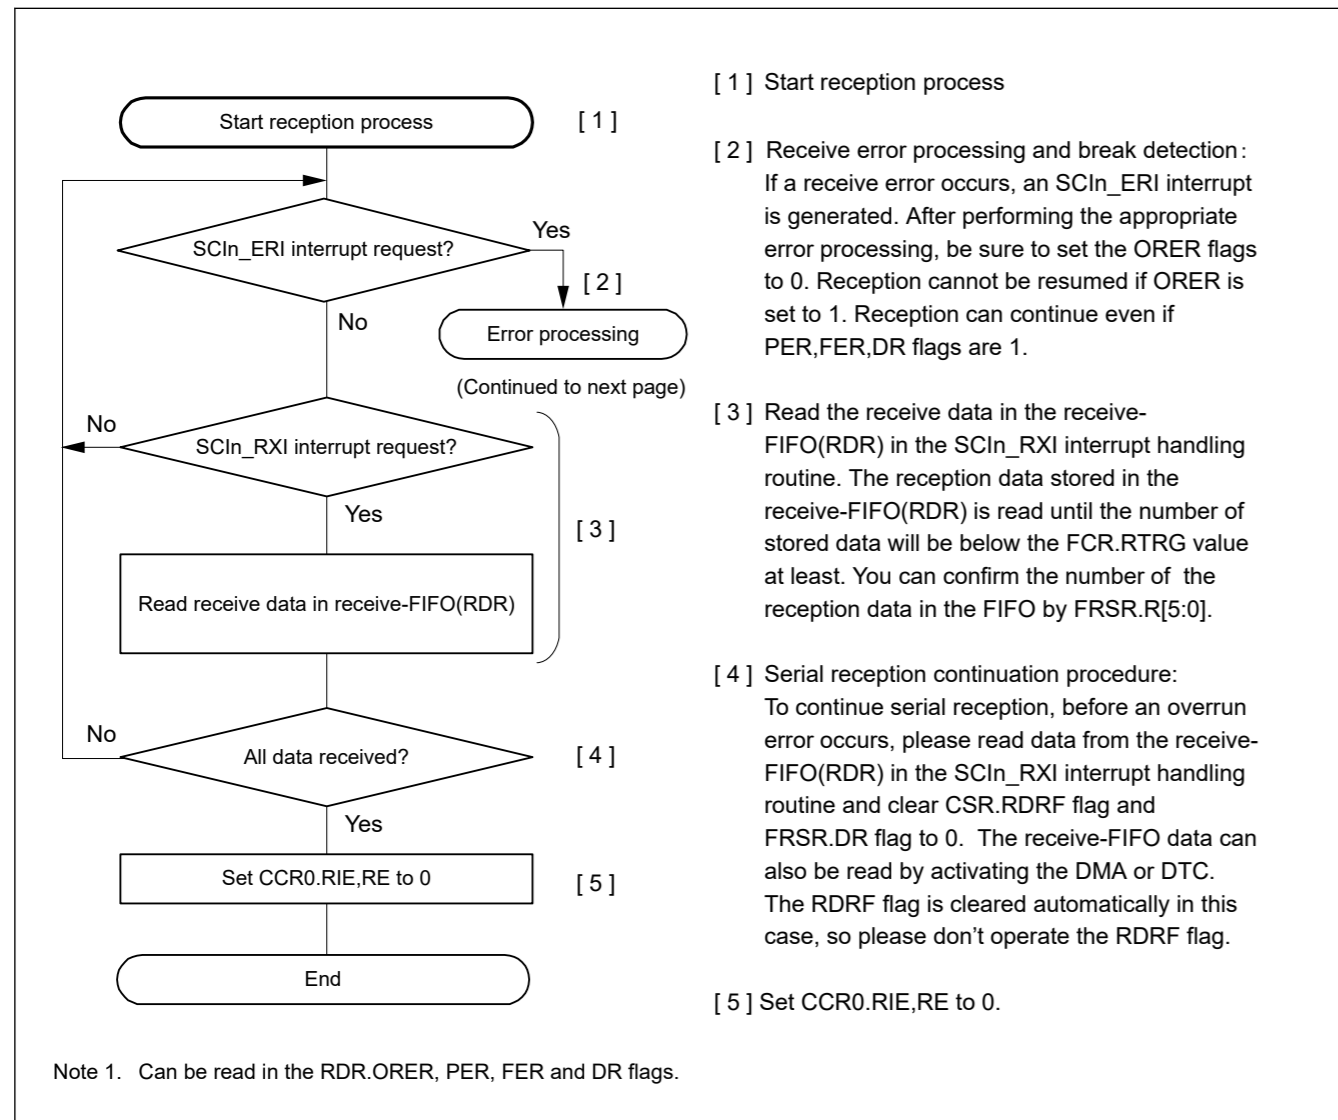 Start reception process
[ 1 ]
SCIn_ERI interrupt request?
Yes
[ 2 ]
No
Error processing
(Continued to next page)
No
SCIn_RXI interrupt request?
Yes
[ 3 ]
Read receive data in receive-FIFO(RDR)
No
All data received?
[ 4 ]
Yes
Set CCR0.RIE,RE to 0
[ 5 ]
End
[ 1 ] Start reception process
[ 2 ] Receive error processing and break detection:
If a receive error occurs, an SCIn_ERI interrupt
is generated. After performing the appropriate
error processing, be sure to set the ORER flags
to 0. Reception cannot be resumed if ORER is
set to 1. Reception can continue even if
PER,FER,DR flags are 1.
[ 3 ] Read the receive data in the receive-
FIFO(RDR) in the SCIn_RXI interrupt handling
routine. The reception data stored in the
receive-FIFO(RDR) is read until the number of
stored data will be below the FCR.RTRG value
at least. You can confirm the number of the
reception data in the FIFO by FRSR.R[5:0].
[ 4 ] Serial reception continuation procedure:
To continue serial reception, before an overrun
error occurs, please read data from the receive-
FIFO(RDR) in the SCIn_RXI interrupt handling
routine and clear CSR.RDRF flag and
FRSR.DR flag to 0. The receive-FIFO data can
also be read by activating the DMA or DTC.
The RDRF flag is cleared automatically in this
case, so please don't operate the RDRF flag.
[ 5 ] Set CCR0.RIE,RE to 0.
Note 1. Can be read in the RDR.ORER, PER, FER and DR flags.